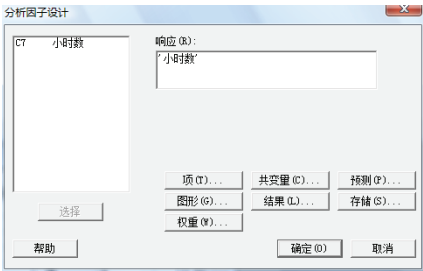 分析因子设计
C7 小时数
响应(R):
'小时数'
项(T)... 共变量(C)... 预测(P)...
图形(G)... 结果(L)... 存储(S)...
选择
权重(W)...
帮助 确定(O) 取消